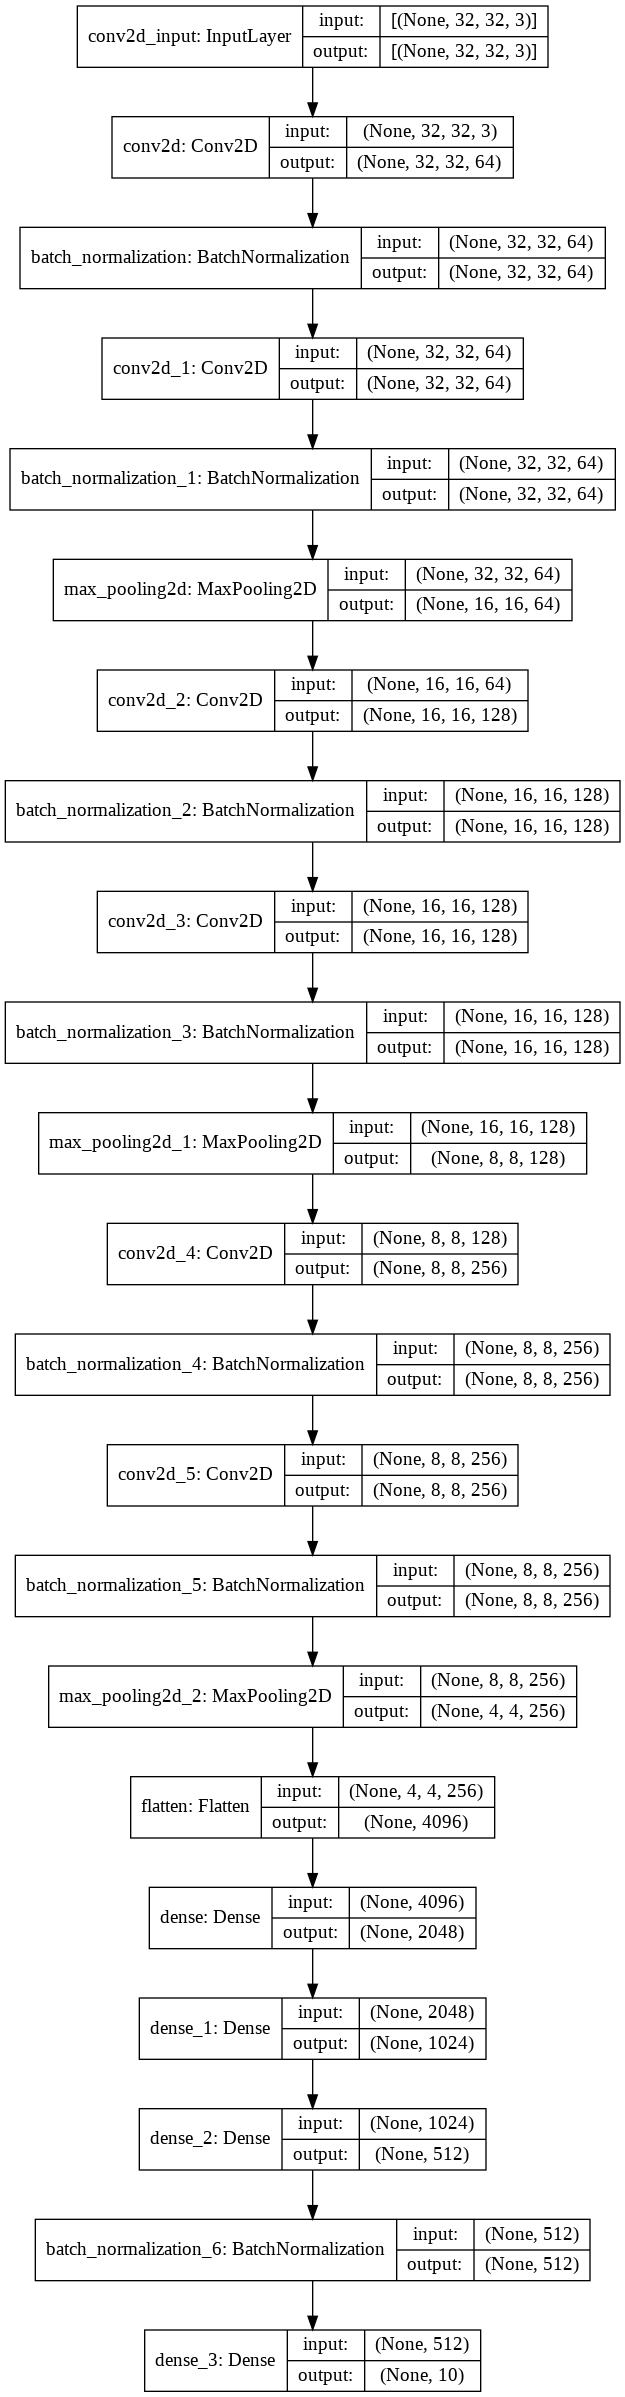 conv2d_input: InputLayer
input: [(None, 32, 32, 3)]
output: [(None, 32, 32, 3)]
conv2d: Conv2D
input: (None, 32, 32, 3)
output: (None, 32, 32, 64)
batch_normalization: BatchNormalization
input: (None, 32, 32, 64)
output: (None, 32, 32, 64)
conv2d_1: Conv2D
input: (None, 32, 32, 64)
output: (None, 32, 32, 64)
batch_normalization_1: BatchNormalization
input: (None, 32, 32, 64)
output: (None, 32, 32, 64)
max_pooling2d: MaxPooling2D
input: (None, 32, 32, 64)
output: (None, 16, 16, 64)
conv2d_2: Conv2D
input: (None, 16, 16, 64)
output: (None, 16, 16, 128)
batch_normalization_2: BatchNormalization
input: (None, 16, 16, 128)
output: (None, 16, 16, 128)
conv2d_3: Conv2D
input: (None, 16, 16, 128)
output: (None, 16, 16, 128)
batch_normalization_3: BatchNormalization
input: (None, 16, 16, 128)
output: (None, 16, 16, 128)
max_pooling2d_1: MaxPooling2D
input: (None, 16, 16, 128)
output: (None, 8, 8, 128)
conv2d_4: Conv2D
input: (None, 8, 8, 128)
output: (None, 8, 8, 256)
batch_normalization_4: BatchNormalization
input: (None, 8, 8, 256)
output: (None, 8, 8, 256)
conv2d_5: Conv2D
input: (None, 8, 8, 256)
output: (None, 8, 8, 256)
batch_normalization_5: BatchNormalization
input: (None, 8, 8, 256)
output: (None, 8, 8, 256)
max_pooling2d_2: MaxPooling2D
input: (None, 8, 8, 256)
output: (None, 4, 4, 256)
flatten: Flatten
input: (None, 4, 4, 256)
output: (None, 4096)
dense: Dense
input: (None, 4096)
output: (None, 2048)
dense_1: Dense
input: (None, 2048)
output: (None, 1024)
dense_2: Dense
input: (None, 1024)
output: (None, 512)
batch_normalization_6: BatchNormalization
input: (None, 512)
output: (None, 512)
dense_3: Dense
input: (None, 512)
output: (None, 10)